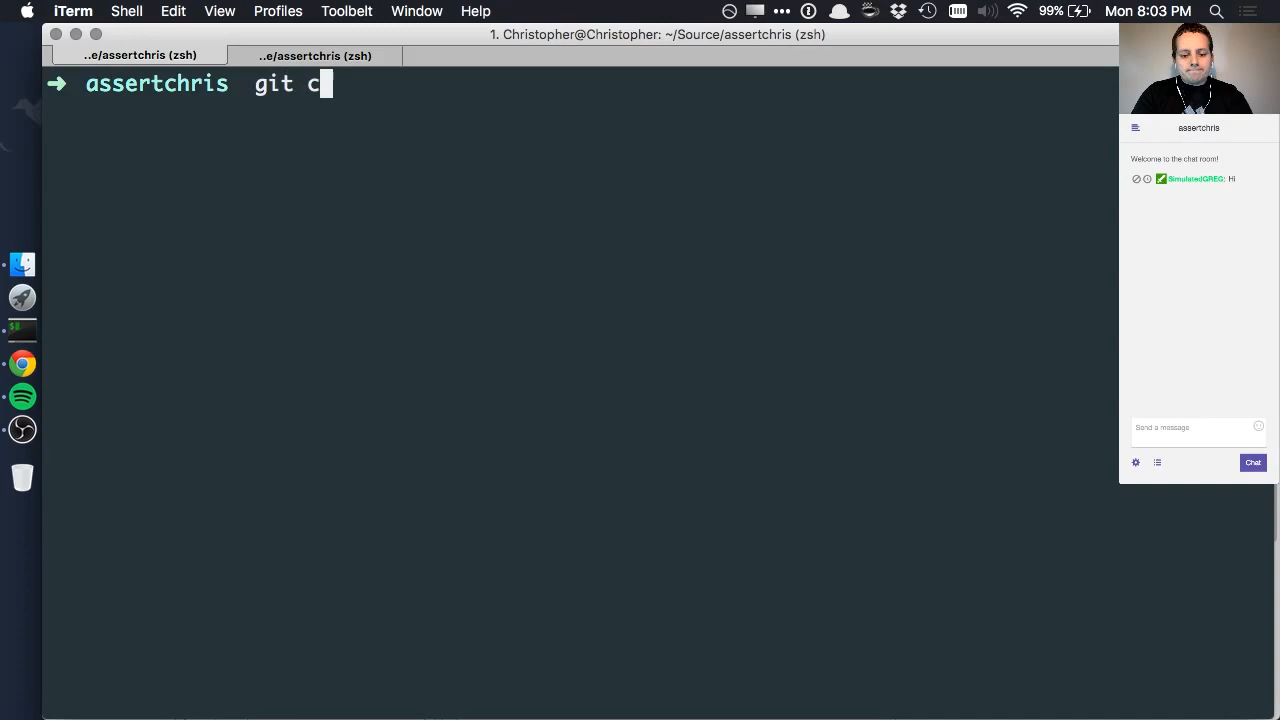 iTerm Shell Edit View Profiles Toolbelt Window Help 99% Mon 8:03 PM
1. Christopher@Christopher: ~/Source/assertchris (zsh)
..e/assertchris (zsh) ..e/assertchris (zsh)
➜ assertchris git c
assertchris
Welcome to the chat room!
SimulatedGREG: Hi
Send a message
Chat